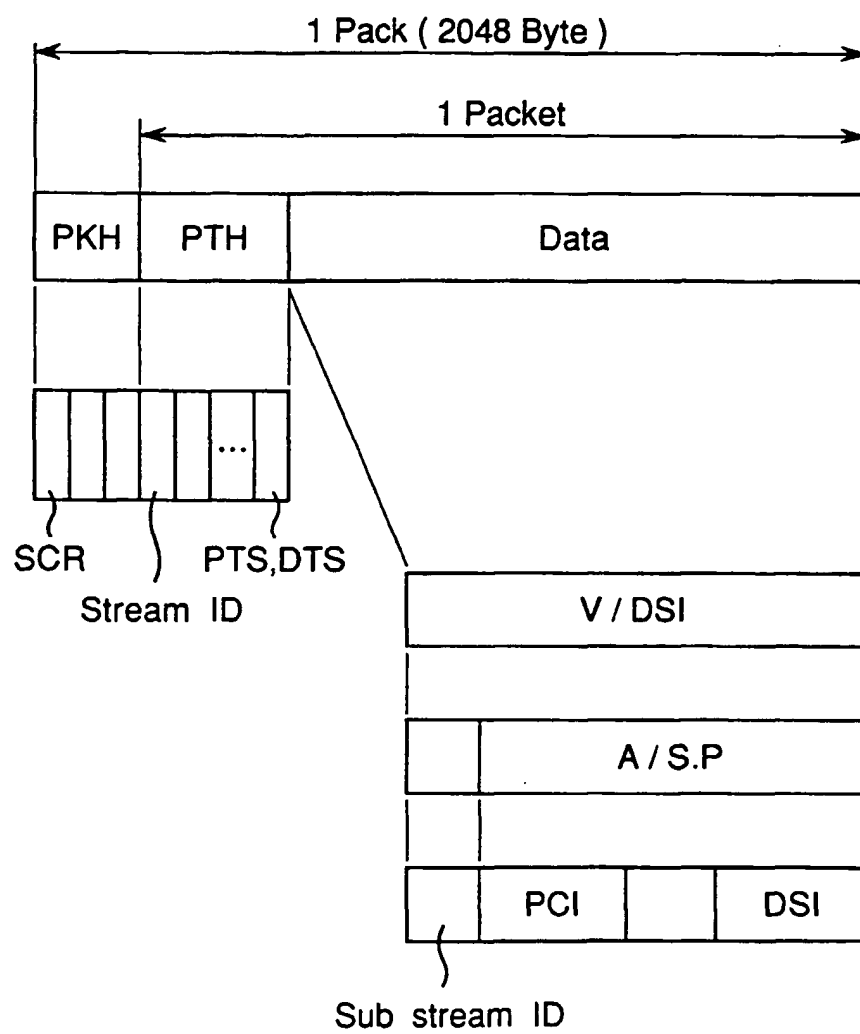 1 Pack ( 2048 Byte )
1 Packet
PKH PTH Data
...
SCR PTS,DTS
Stream ID
V / DSI
A / S.P
PCI DSI
Sub stream ID